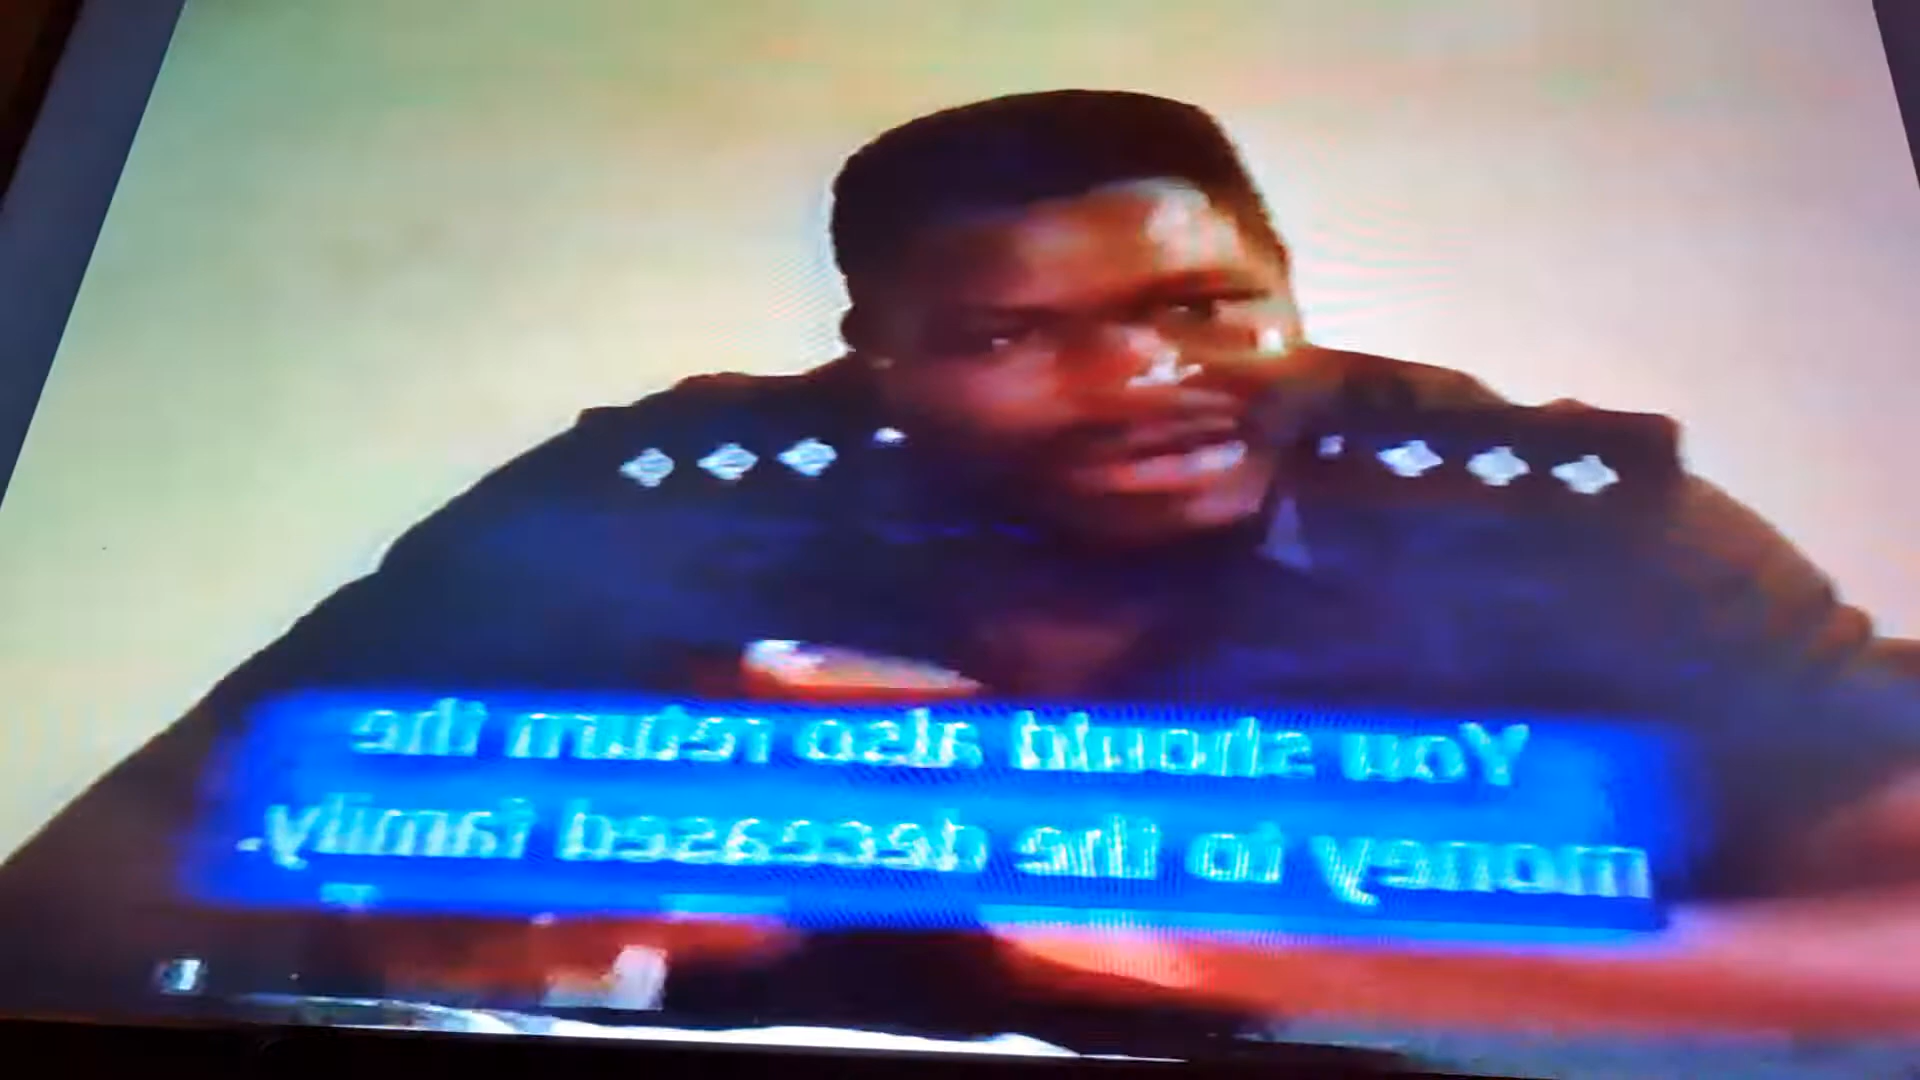 You should also return the
money to the deceased family.